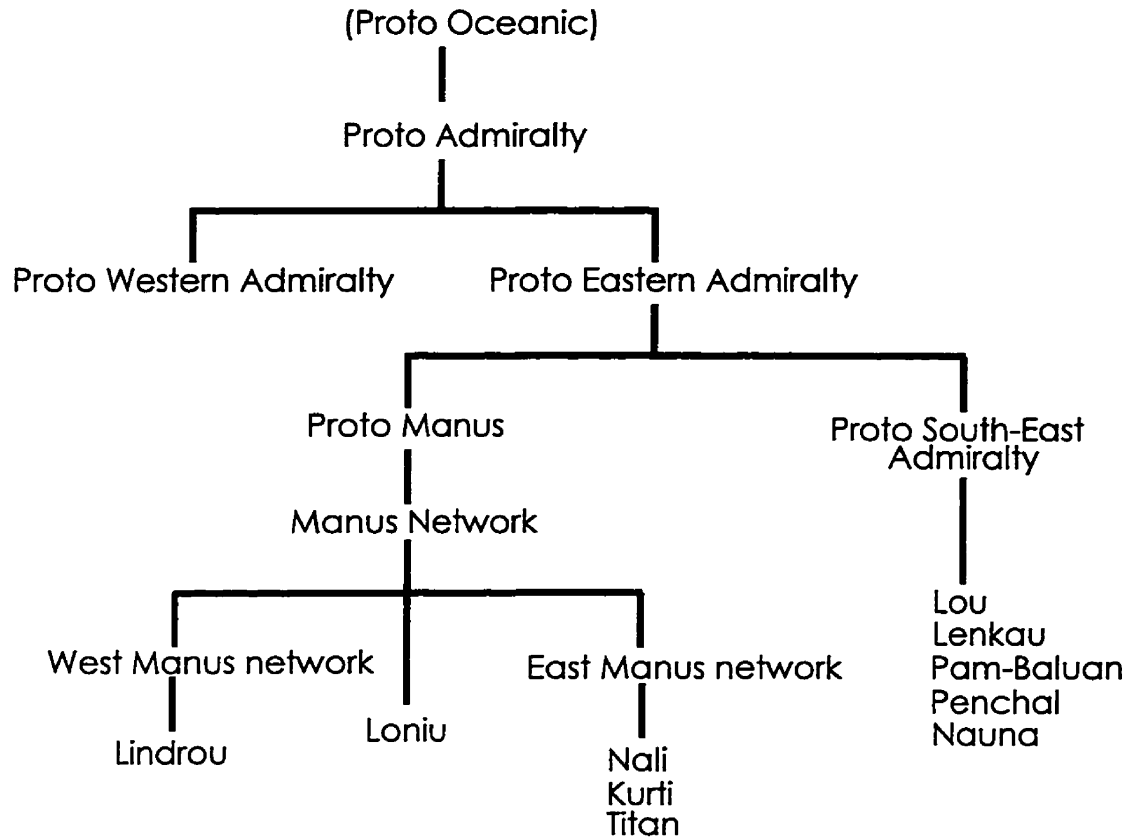 (Proto Oceanic)
Proto Admiralty
Proto Western Admiralty
Proto Eastern Admiralty
Proto Manus
Proto South-East
Admiralty
Manus Network
West Manus network
Loniu
East Manus network
Lindrou
Nali
Kurti
Titan
Lou
Lenkau
Pam-Baluan
Penchal
Nauna